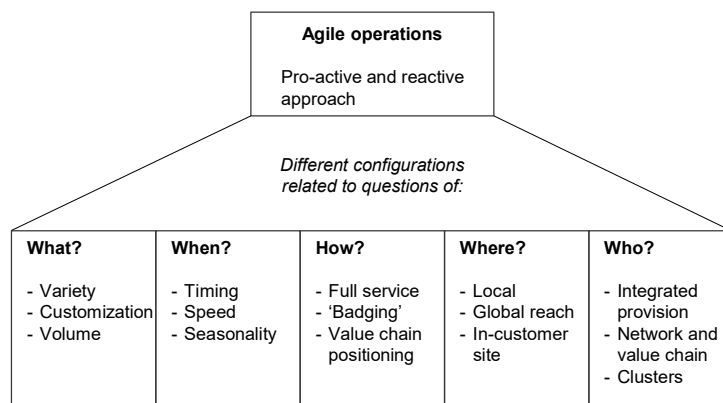 Agile operations
Pro-active and reactive
approach
Different configurations
related to questions of:
What?
- Variety
- Customization
- Volume
When?
- Timing
- Speed
- Seasonality
How?
- Full service
- ‘Badging’
- Value chain
positioning
Where?
- Local
- Global reach
- In-customer
site
Who?
- Integrated
provision
- Network and
value chain
- Clusters